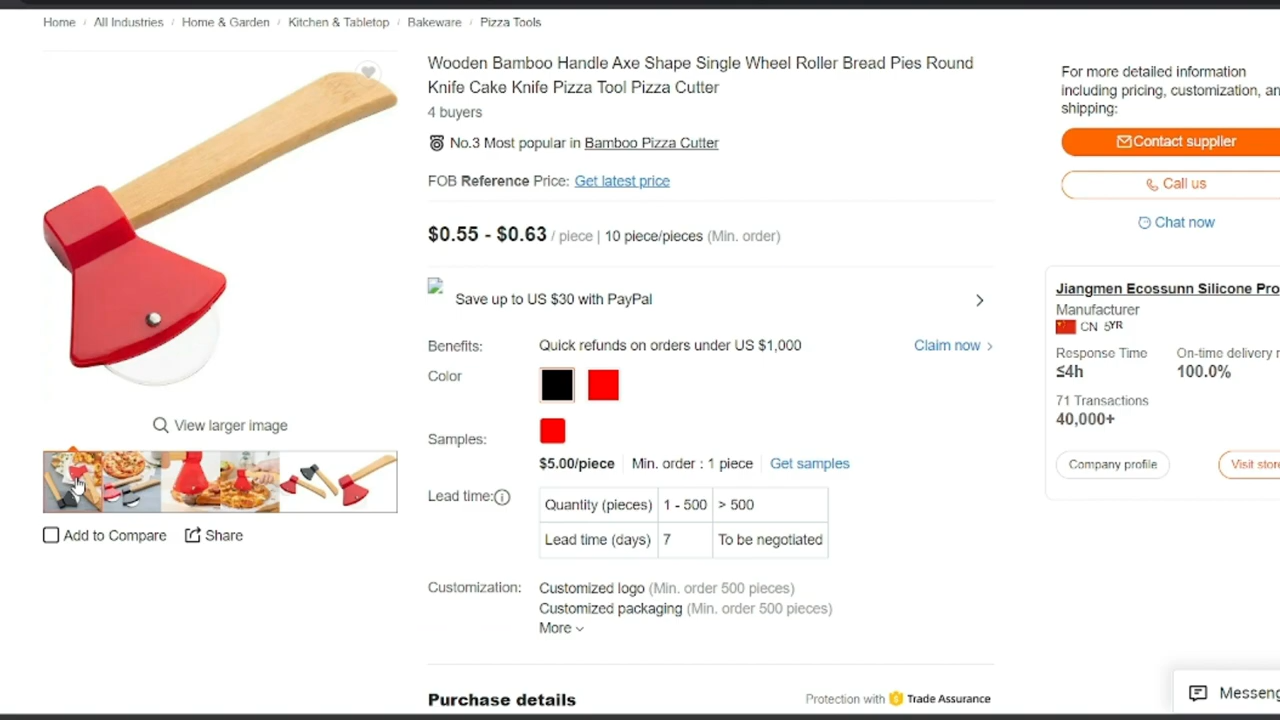 Home / All Industries / Home & Garden / Kitchen & Tabletop / Bakeware / Pizza Tools
Wooden Bamboo Handle Axe Shape Single Wheel Roller Bread Pies Round
Knife Cake Knife Pizza Tool Pizza Cutter
4 buyers
No.3 Most popular in Bamboo Pizza Cutter
FOB Reference Price: Get latest price
$0.55 - $0.63 / piece | 10 piece/pieces (Min. order)
Save up to US $30 with PayPal
Benefits: Quick refunds on orders under US $1,000 Claim now
Color
Samples:
$5.00/piece Min. order : 1 piece Get samples
Lead time:
Quantity (pieces) 1 - 500 > 500
Lead time (days) 7 To be negotiated
Customization: Customized logo (Min. order 500 pieces)
Customized packaging (Min. order 500 pieces)
More
Purchase details
Protection with Trade Assurance
View larger image
Add to Compare Share
For more detailed information
including pricing, customization, an
shipping:
Contact supplier
Call us
Chat now
Jiangmen Ecossunn Silicone Pro
Manufacturer
CN 5YR
Response Time On-time delivery r
≤4h 100.0%
71 Transactions
40,000+
Company profile Visit store
Messeng